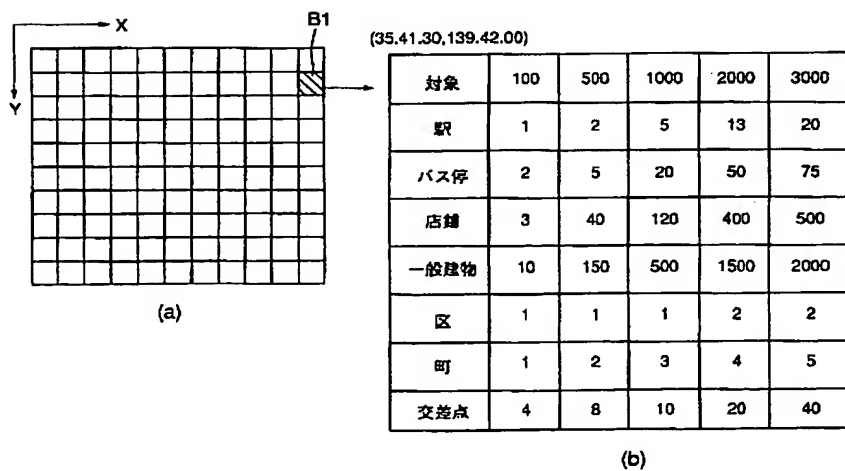 B1
X
Y
(a)
(35.41.30,139.42.00)
対象 100 500 1000 2000 3000
駅 1 2 5 13 20
バス停 2 5 20 50 75
店舗 3 40 120 400 500
一般建物 10 150 500 1500 2000
区 1 1 1 2 2
町 1 2 3 4 5
交差点 4 8 10 20 40
(b)